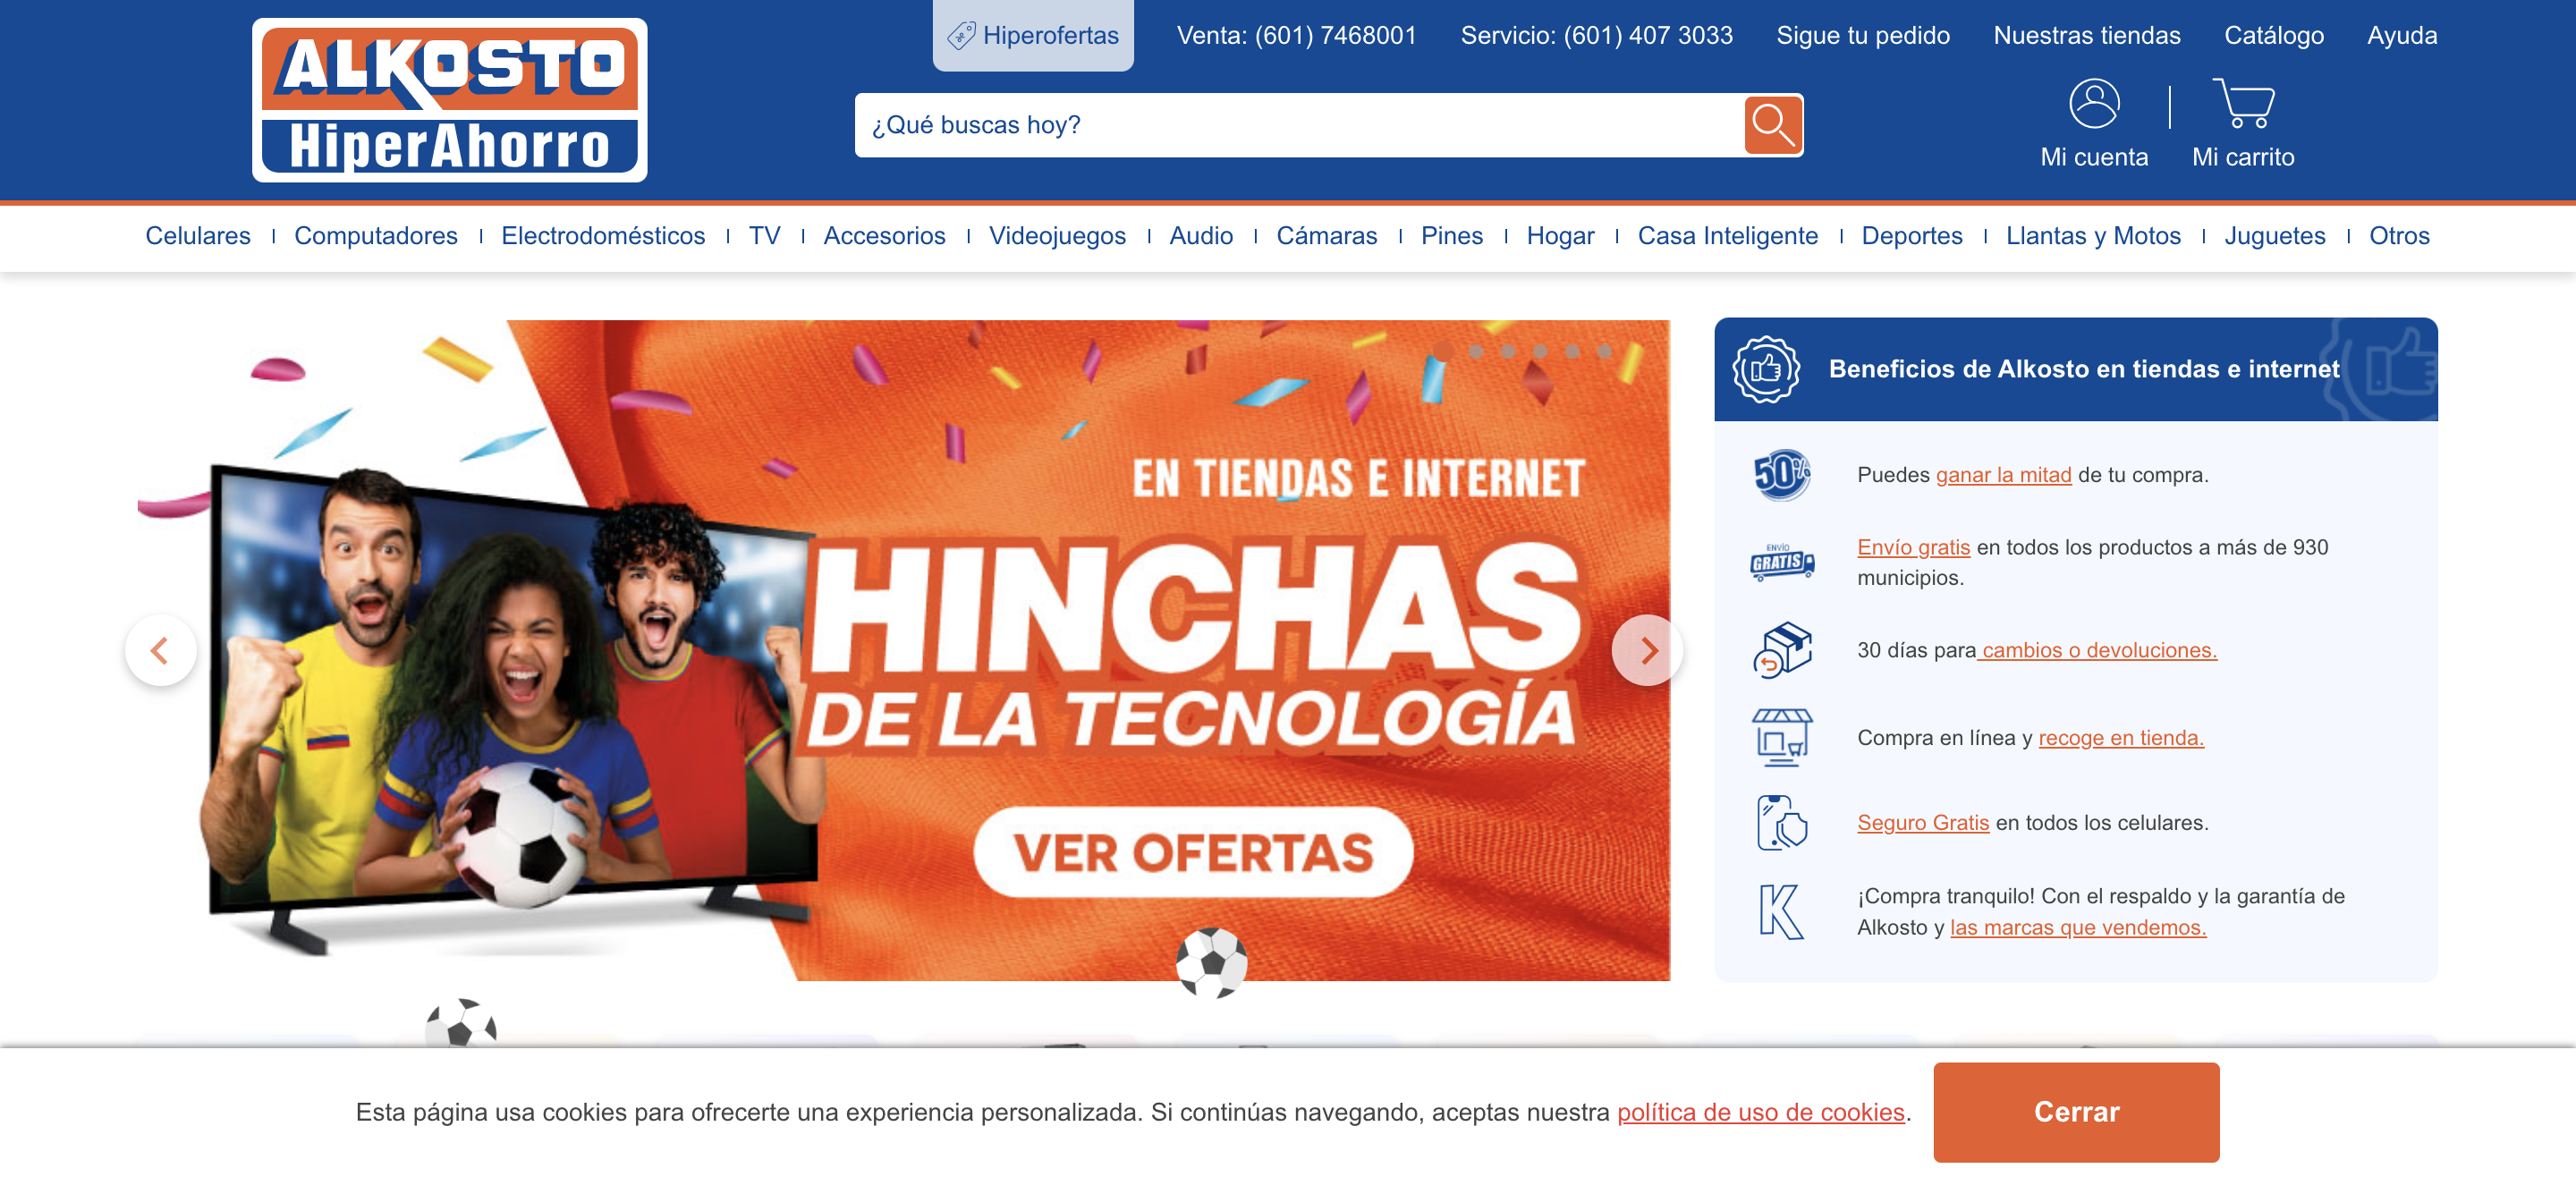 ALKOSTO
HiperAhorro
Hiperofertas
Venta: (601) 7468001
Servicio: (601) 407 3033
Sigue tu pedido
Nuestras tiendas
Catálogo
Ayuda
¿Qué buscas hoy?
Mi cuenta
Mi carrito
Celulares
Computadores
Electrodomésticos
TV
Accesorios
Videojuegos
Audio
Cámaras
Pines
Hogar
Casa Inteligente
Deportes
Llantas y Motos
Juguetes
Otros
EN TIENDAS E INTERNET
HINCHAS
DE LA TECNOLOGÍA
VER OFERTAS
Beneficios de Alkosto en tiendas e internet
50%
Puedes ganar la mitad de tu compra.
ENVÍO
GRATIS
Envío gratis en todos los productos a más de 930
municipios.
30 días para cambios o devoluciones.
Compra en línea y recoge en tienda.
Seguro Gratis en todos los celulares.
K
¡Compra tranquilo! Con el respaldo y la garantía de
Alkosto y las marcas que vendemos.
Esta página usa cookies para ofrecerte una experiencia personalizada. Si continúas navegando, aceptas nuestra política de uso de cookies.
Cerrar